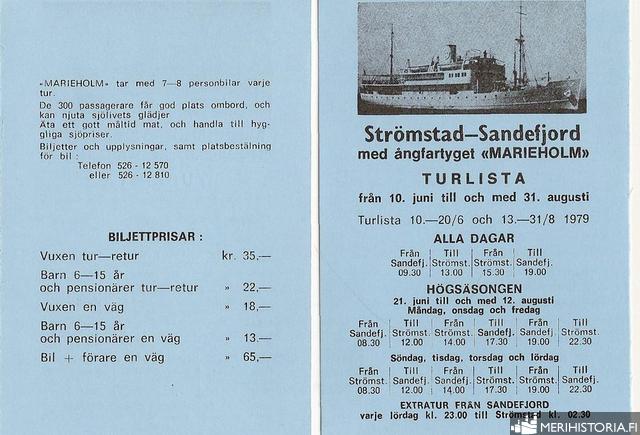 «MARIEHOLM» tar med 7—8 personbilar varje
tur.
De 300 passagerare får god plats ombord, och
kan njuta sjölivets glädjer
Äta ett gott måltid mat, och handla till hyg-
gliga sjöpriser.
Biljetter och upplysningar, samt platsbestälning
för bil :
Telefon 526 - 12 570
eller 526 - 12 810
BILJETTPRISAR :
Vuxen tur—retur kr. 35,—
Barn 6—15 år
och pensionärer tur—retur » 22,—
Vuxen en väg » 18,—
Barn 6—15 år
och pensionärer en väg » 13.—
Bil + förare en väg » 65,—
Strömstad—Sandefjord
med ångfartyget «MARIEHOLM»
TURLISTA
från 10. juni till och med 31. augusti
Turlista 10.—20/6 och 13.—31/8 1979
ALLA DAGAR
Från Till Från Till
Sandefj. Strömst. Strömst. Sandefj.
09.30 13.00 15.30 19.00
HÖGSÄSONGEN
21. juni till och med 12. augusti
Måndag, onsdag och fredag
Från Till Från Till Från Till
Sandefj. Strömst. Strömst. Sandefj. Sandefj. Strömst.
08.30 12.00 14.00 17.30 19.00 22.30
Söndag, tisdag, torsdag och lördag
Från Till Från Till Från Till
Strömst. Sandefj. Sandefj. Strömst. Strömst. Sandefj.
08.30 12.00 14.00 17.30 19.00 22.30
EXTRATUR FRÅN SANDEFJORD
varje lördag kl. 23.00 till Strömstad kl. 02.30
MERIHISTORIA.FI